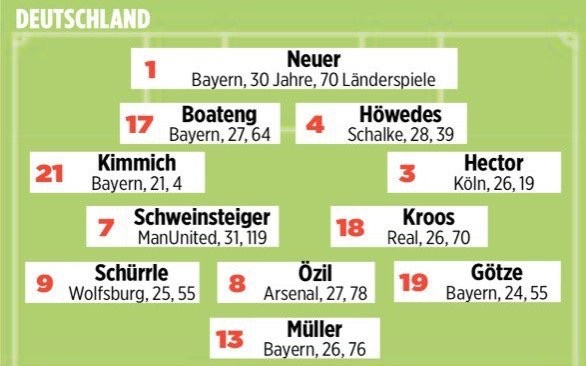 DEUTSCHLAND
1 Neuer
Bayern, 30 Jahre, 70 Länderspiele
17 Boateng
Bayern, 27, 64
4 Höwedes
Schalke, 28, 39
21 Kimmich
Bayern, 21, 4
3 Hector
Köln, 26, 19
7 Schweinsteiger
ManUnited, 31, 119
18 Kroos
Real, 26, 70
9 Schürrle
Wolfsburg, 25, 55
8 Özil
Arsenal, 27, 78
19 Götze
Bayern, 24, 55
13 Müller
Bayern, 26, 76